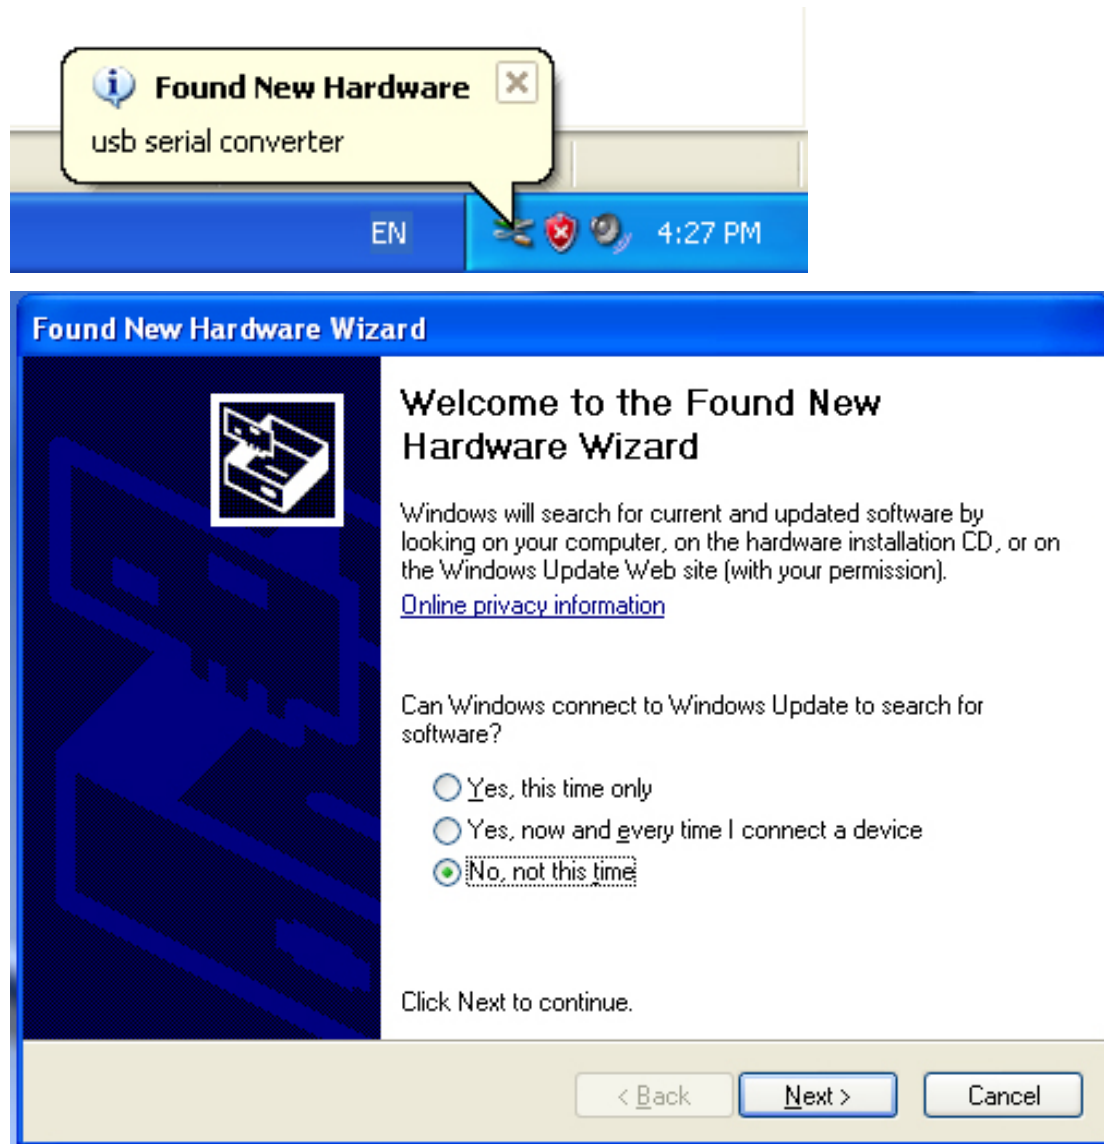 Found New Hardware
usb serial converter
EN
4:27 PM
Found New Hardware Wizard
Welcome to the Found New
Hardware Wizard
Windows will search for current and updated software by
looking on your computer, on the hardware installation CD, or on
the Windows Update Web site (with your permission).
Online privacy information
Can Windows connect to Windows Update to search for
software?
Yes, this time only
Yes, now and every time I connect a device
No, not this time
Click Next to continue.
< Back
Next >
Cancel